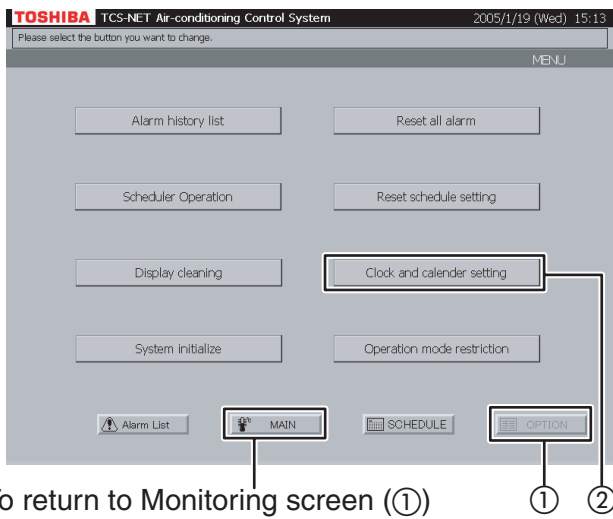 TOSHIBA TCS-NET Air-conditioning Control System 2005/1/19 (Wed) 15:13
Please select the button you want to change.
MENU
Alarm history list
Reset all alarm
Scheduler Operation
Reset schedule setting
Display cleaning
Clock and calender setting
System initialize
Operation mode restriction
Alarm List
MAIN
SCHEDULE
OPTION
o return to Monitoring screen (①)
① ②